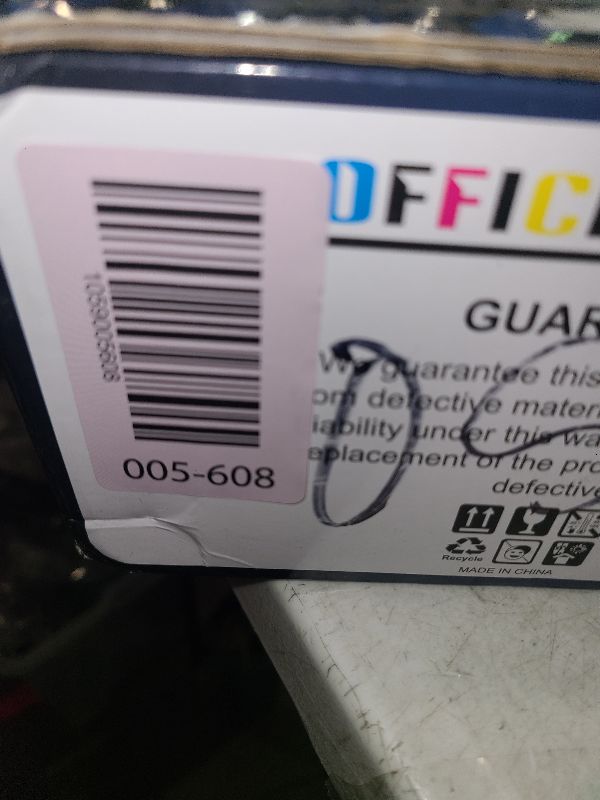 OFFIC
GUAR
We guarantee this
om defective mater
iability under this wa
eplacement of the pro
defective
Recycle
MADE IN CHINA
005-608